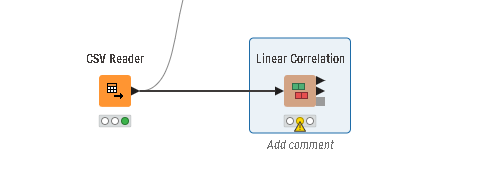 CSV Reader
Linear Correlation
Add comment